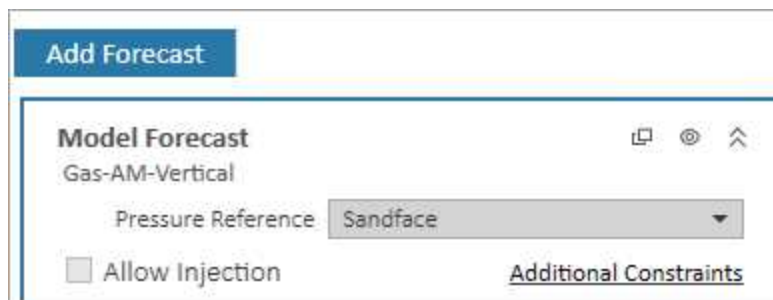 Add Forecast
Model Forecast
Gas-AM-Vertical
Pressure Reference Sandface
Allow Injection Additional Constraints